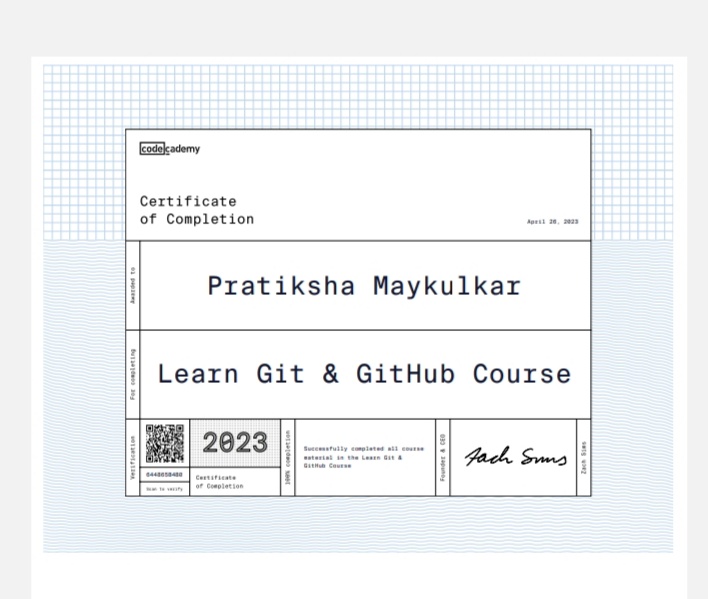 codecademy
Certificate
of Completion
April 28, 2023
Awarded to
Pratiksha Maykulkar
For completing
Learn Git & GitHub Course
Verification
Scan to verify
2023
Certificate
of Completion
100% completion
Successfully completed all course
material in the Learn Git &
GitHub Course
Founder & CEO
Zach Sims
Zach Sims